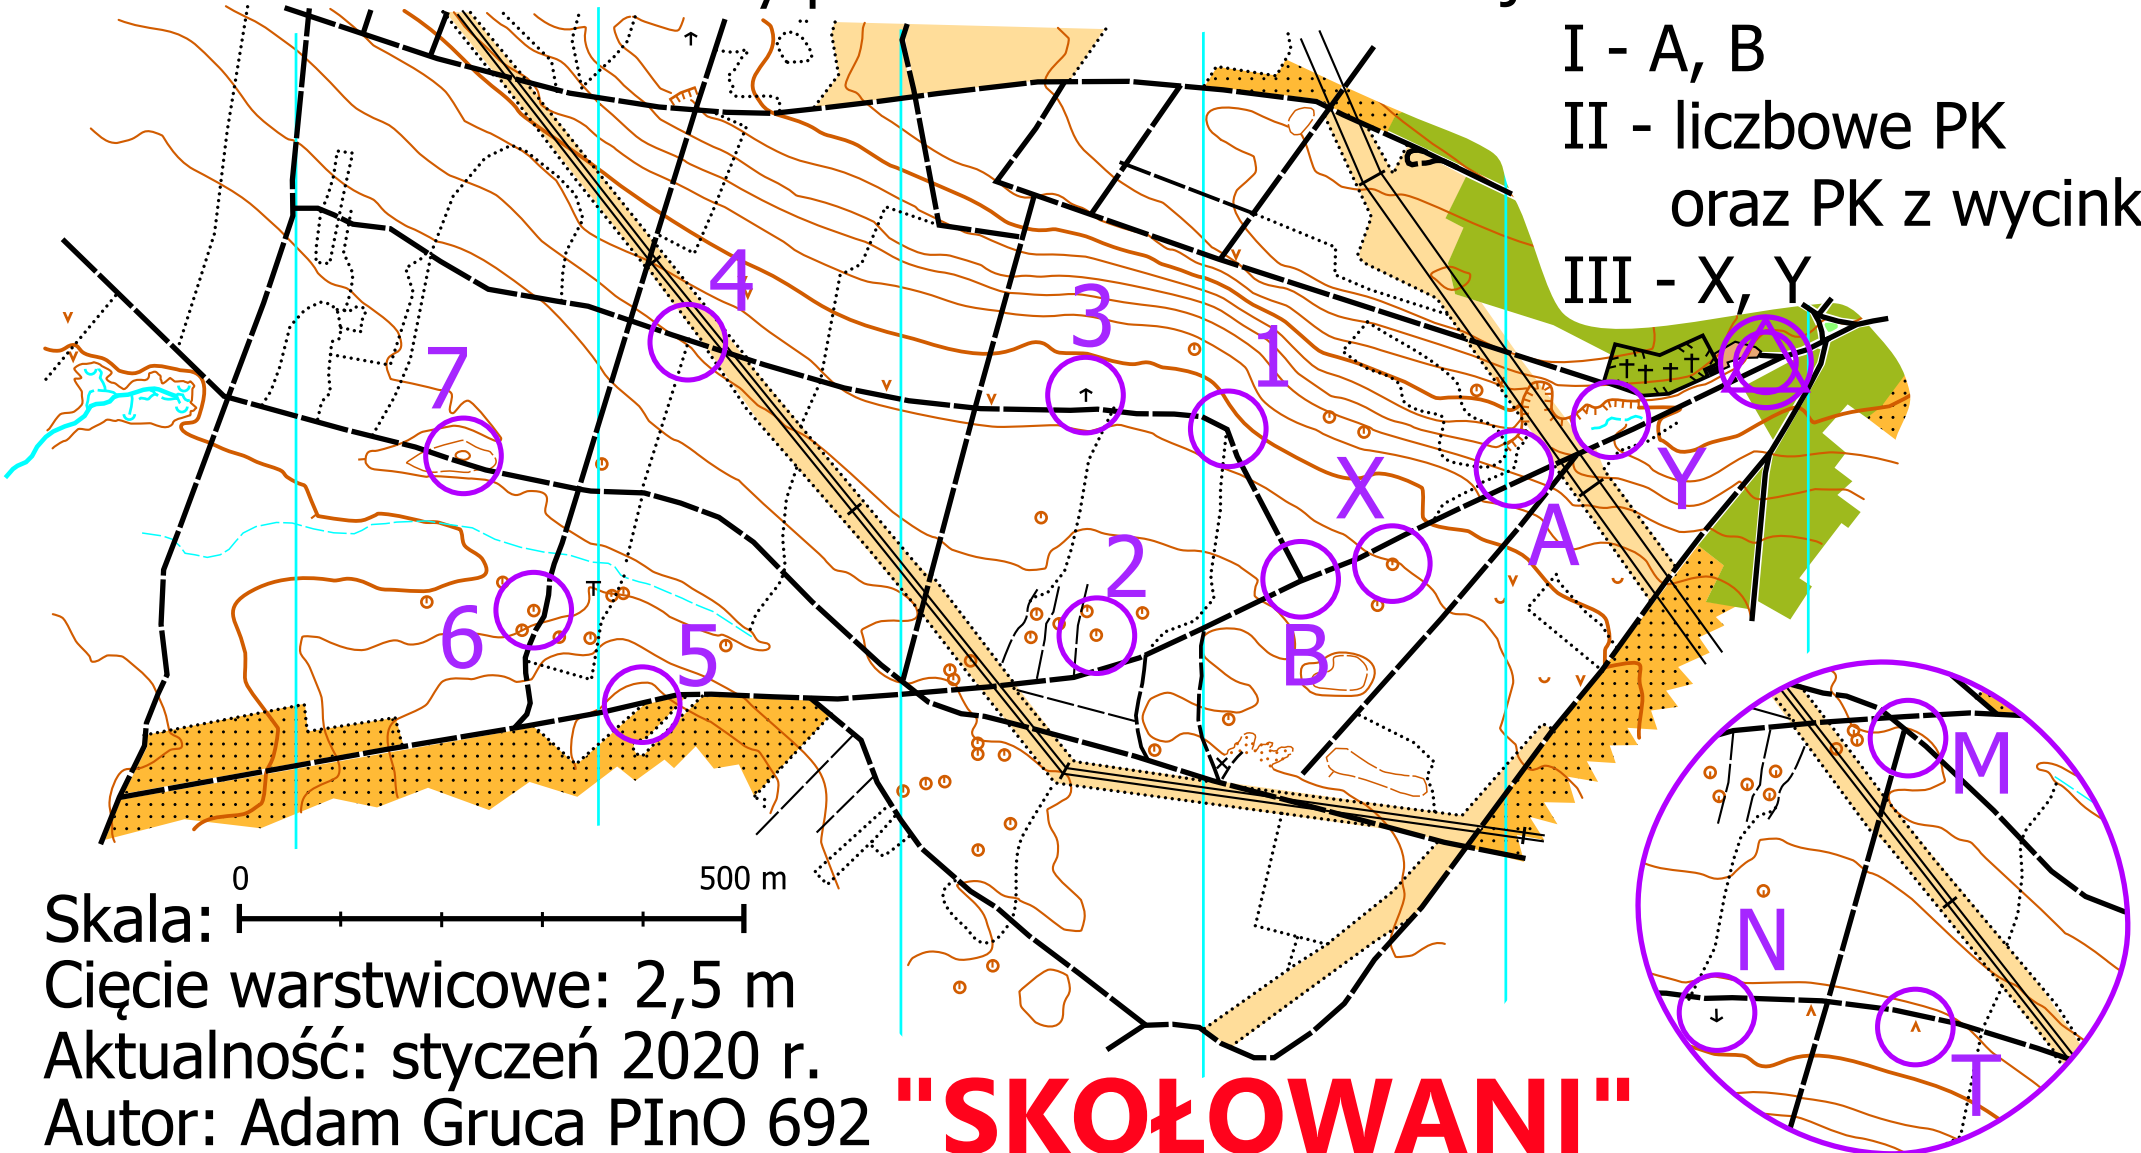 I - A, B
II - liczbowe PK
oraz PK z wycink
III - X, Y
4
3
1
7
X
Y
A
2
B
6
5
M
N
T
0 500 m
Skala:
Cięcie warstwicowe: 2,5 m
Aktualność: styczeń 2020 r.
Autor: Adam Gruca PInO 692
"SKOŁOWANI"